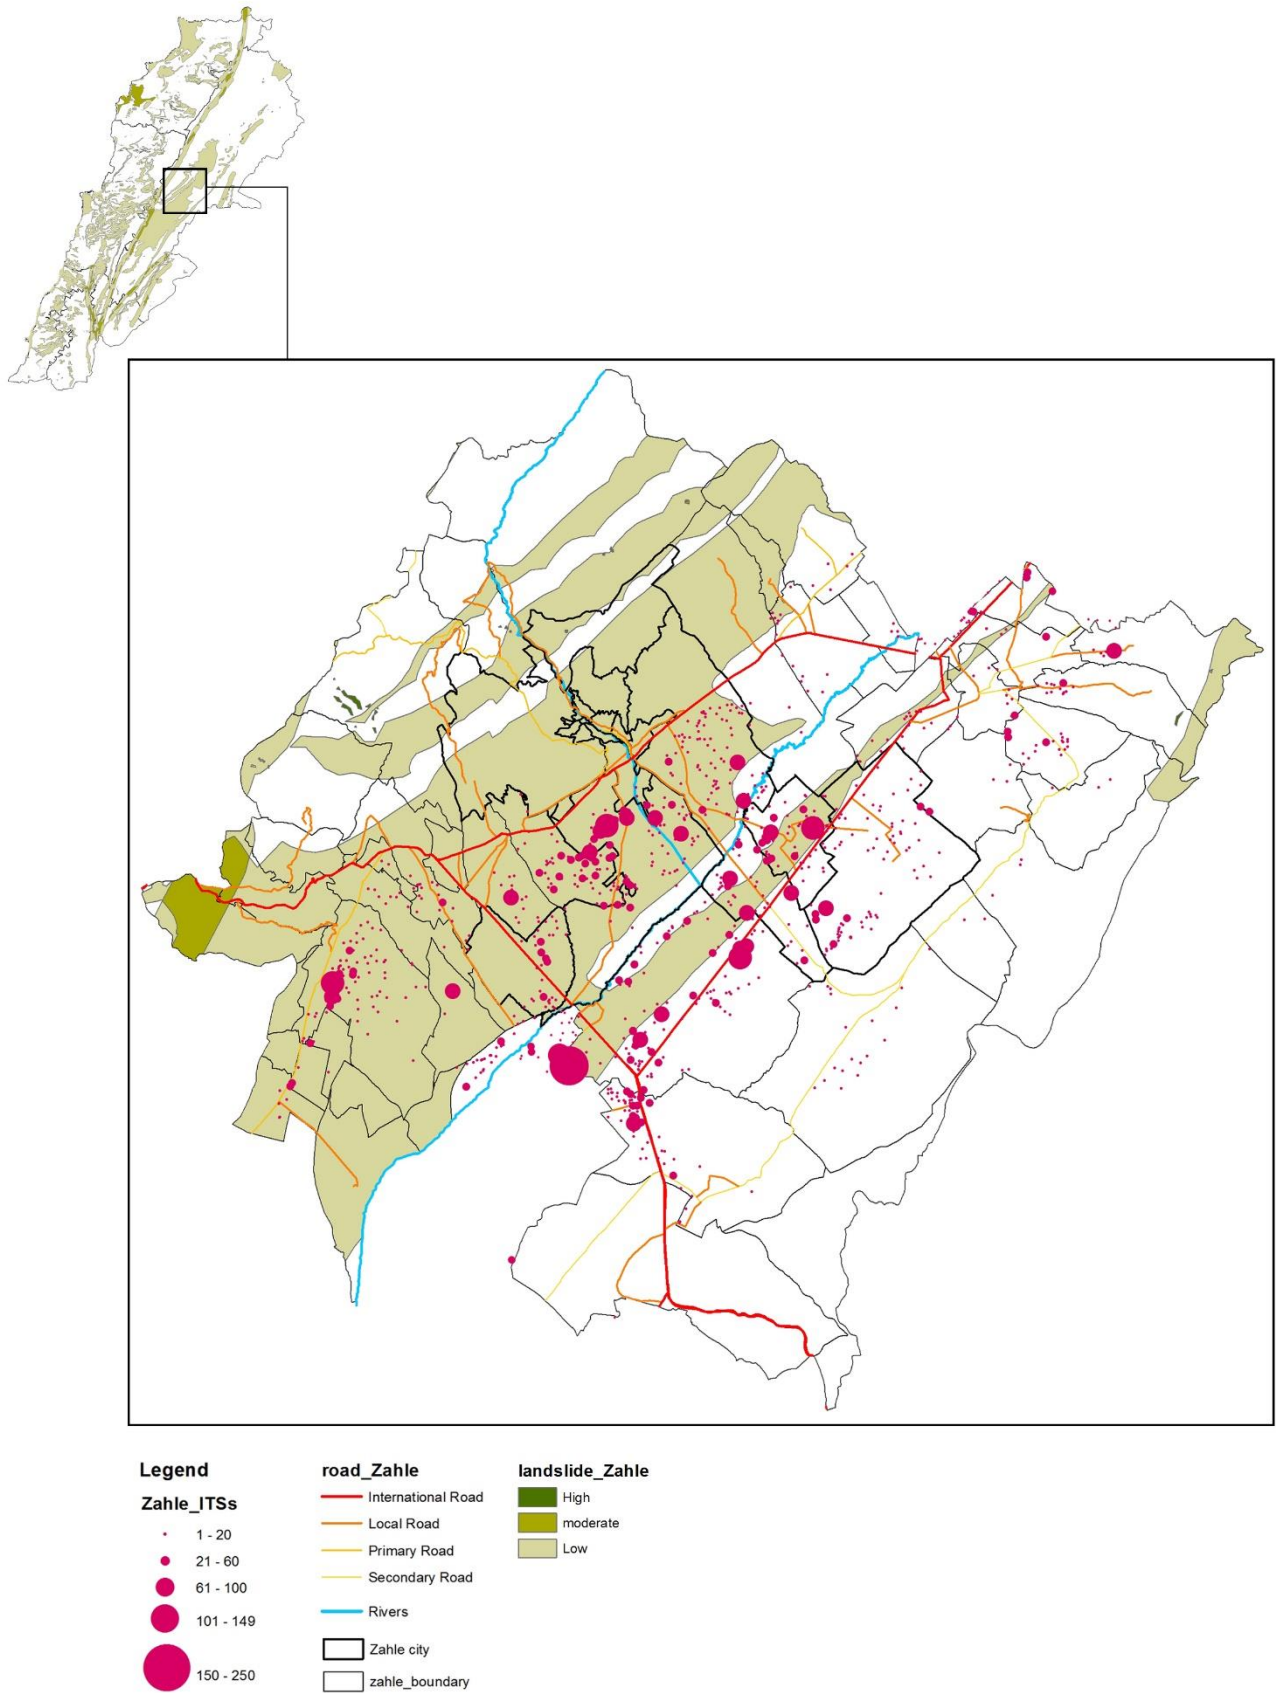 Legend
Zahle_ITSs
1 - 20
21 - 60
61 - 100
101 - 149
150 - 250
road_Zahle
International Road
Local Road
Primary Road
Secondary Road
Rivers
Zahle city
zahle_boundary
landslide_Zahle
High
moderate
Low